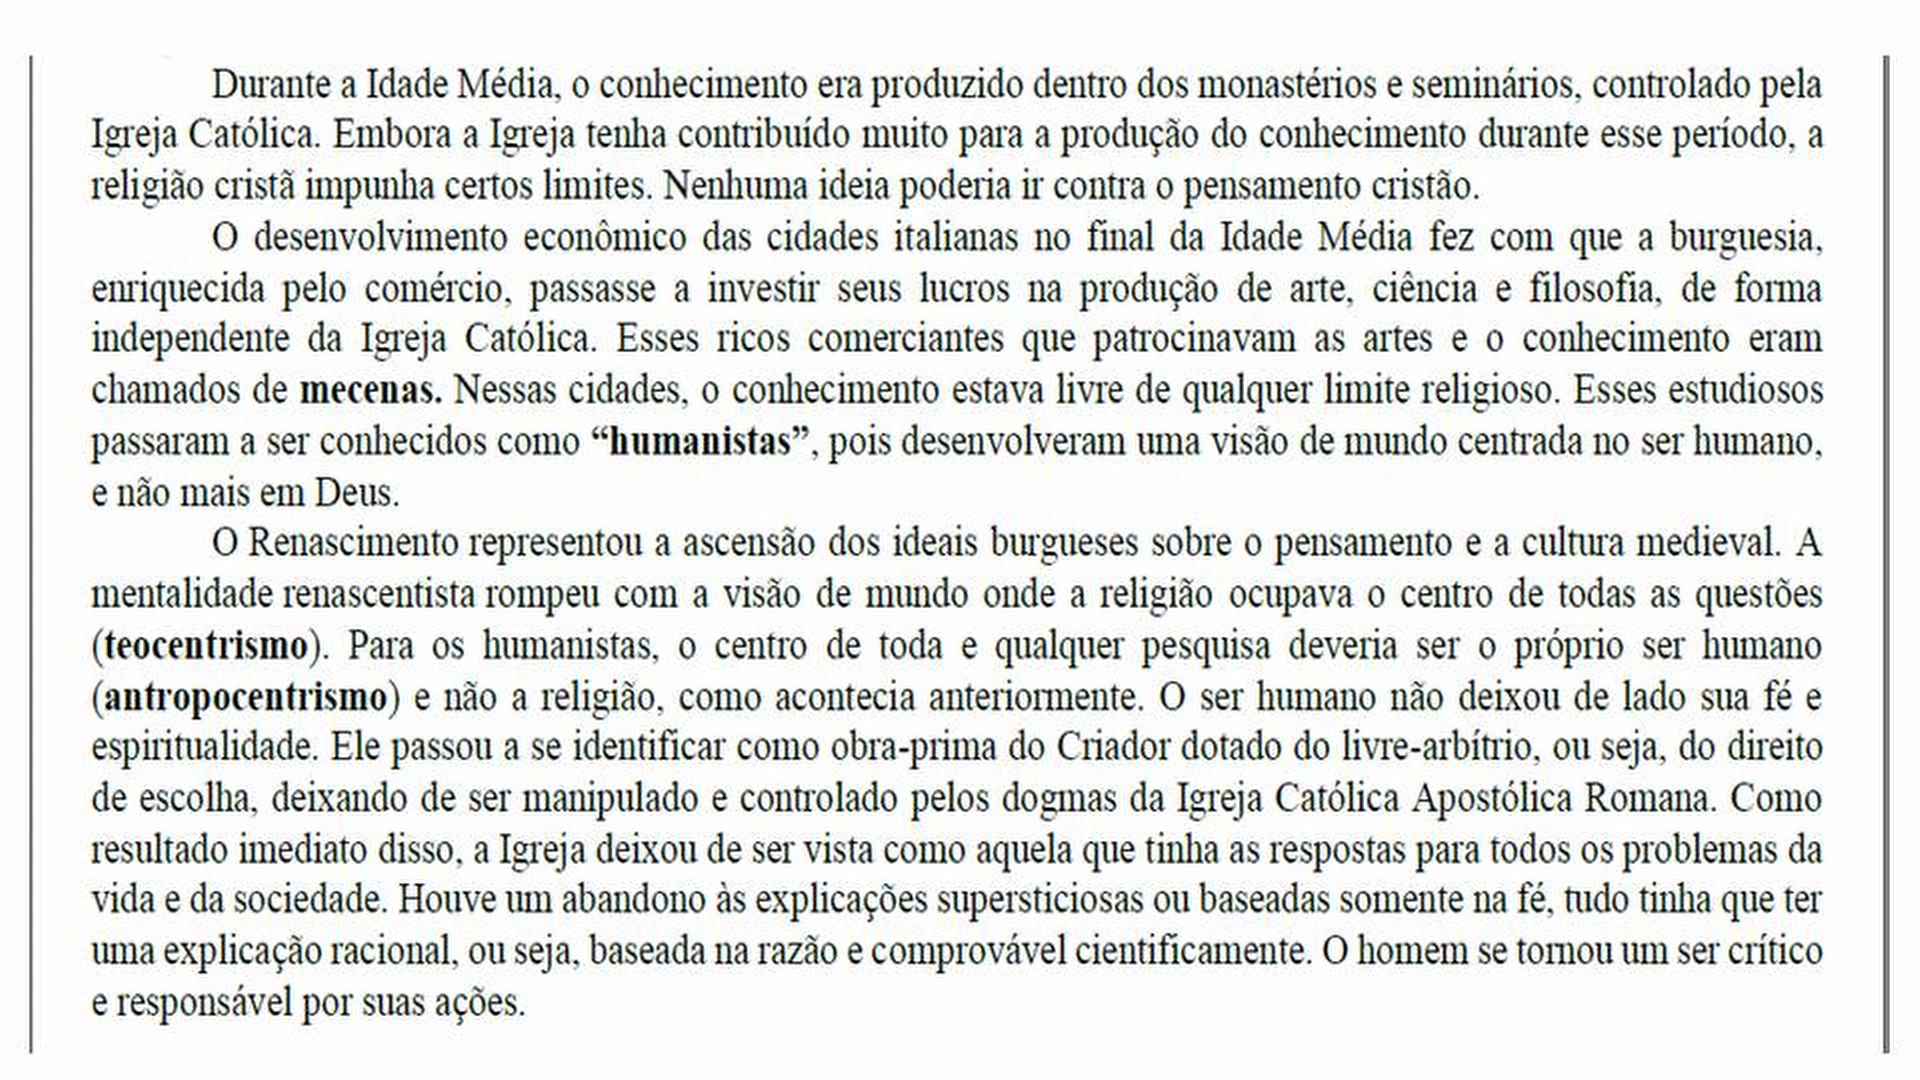 Durante a Idade Média, o conhecimento era produzido dentro dos monastérios e seminários, controlado pela
Igreja Católica. Embora a Igreja tenha contribuído muito para a produção do conhecimento durante esse período, a
religião cristã impunha certos limites. Nenhuma ideia poderia ir contra o pensamento cristão.
O desenvolvimento econômico das cidades italianas no final da Idade Média fez com que a burguesia,
enriquecida pelo comércio, passasse a investir seus lucros na produção de arte, ciência e filosofia, de forma
independente da Igreja Católica. Esses ricos comerciantes que patrocinavam as artes e o conhecimento eram
chamados de mecenas. Nessas cidades, o conhecimento estava livre de qualquer limite religioso. Esses estudiosos
passaram a ser conhecidos como “humanistas”, pois desenvolveram uma visão de mundo centrada no ser humano,
e não mais em Deus.
O Renascimento representou a ascensão dos ideais burgueses sobre o pensamento e a cultura medieval. A
mentalidade renascentista rompeu com a visão de mundo onde a religião ocupava o centro de todas as questões
(teocentrismo). Para os humanistas, o centro de toda e qualquer pesquisa deveria ser o próprio ser humano
(antropocentrismo) e não a religião, como acontecia anteriormente. O ser humano não deixou de lado sua fé e
espiritualidade. Ele passou a se identificar como obra-prima do Criador dotado do livre-arbítrio, ou seja, do direito
de escolha, deixando de ser manipulado e controlado pelos dogmas da Igreja Católica Apostólica Romana. Como
resultado imediato disso, a Igreja deixou de ser vista como aquela que tinha as respostas para todos os problemas da
vida e da sociedade. Houve um abandono às explicações supersticiosas ou baseadas somente na fé, tudo tinha que ter
uma explicação racional, ou seja, baseada na razão e comprovável cientificamente. O homem se tornou um ser crítico
e responsável por suas ações.